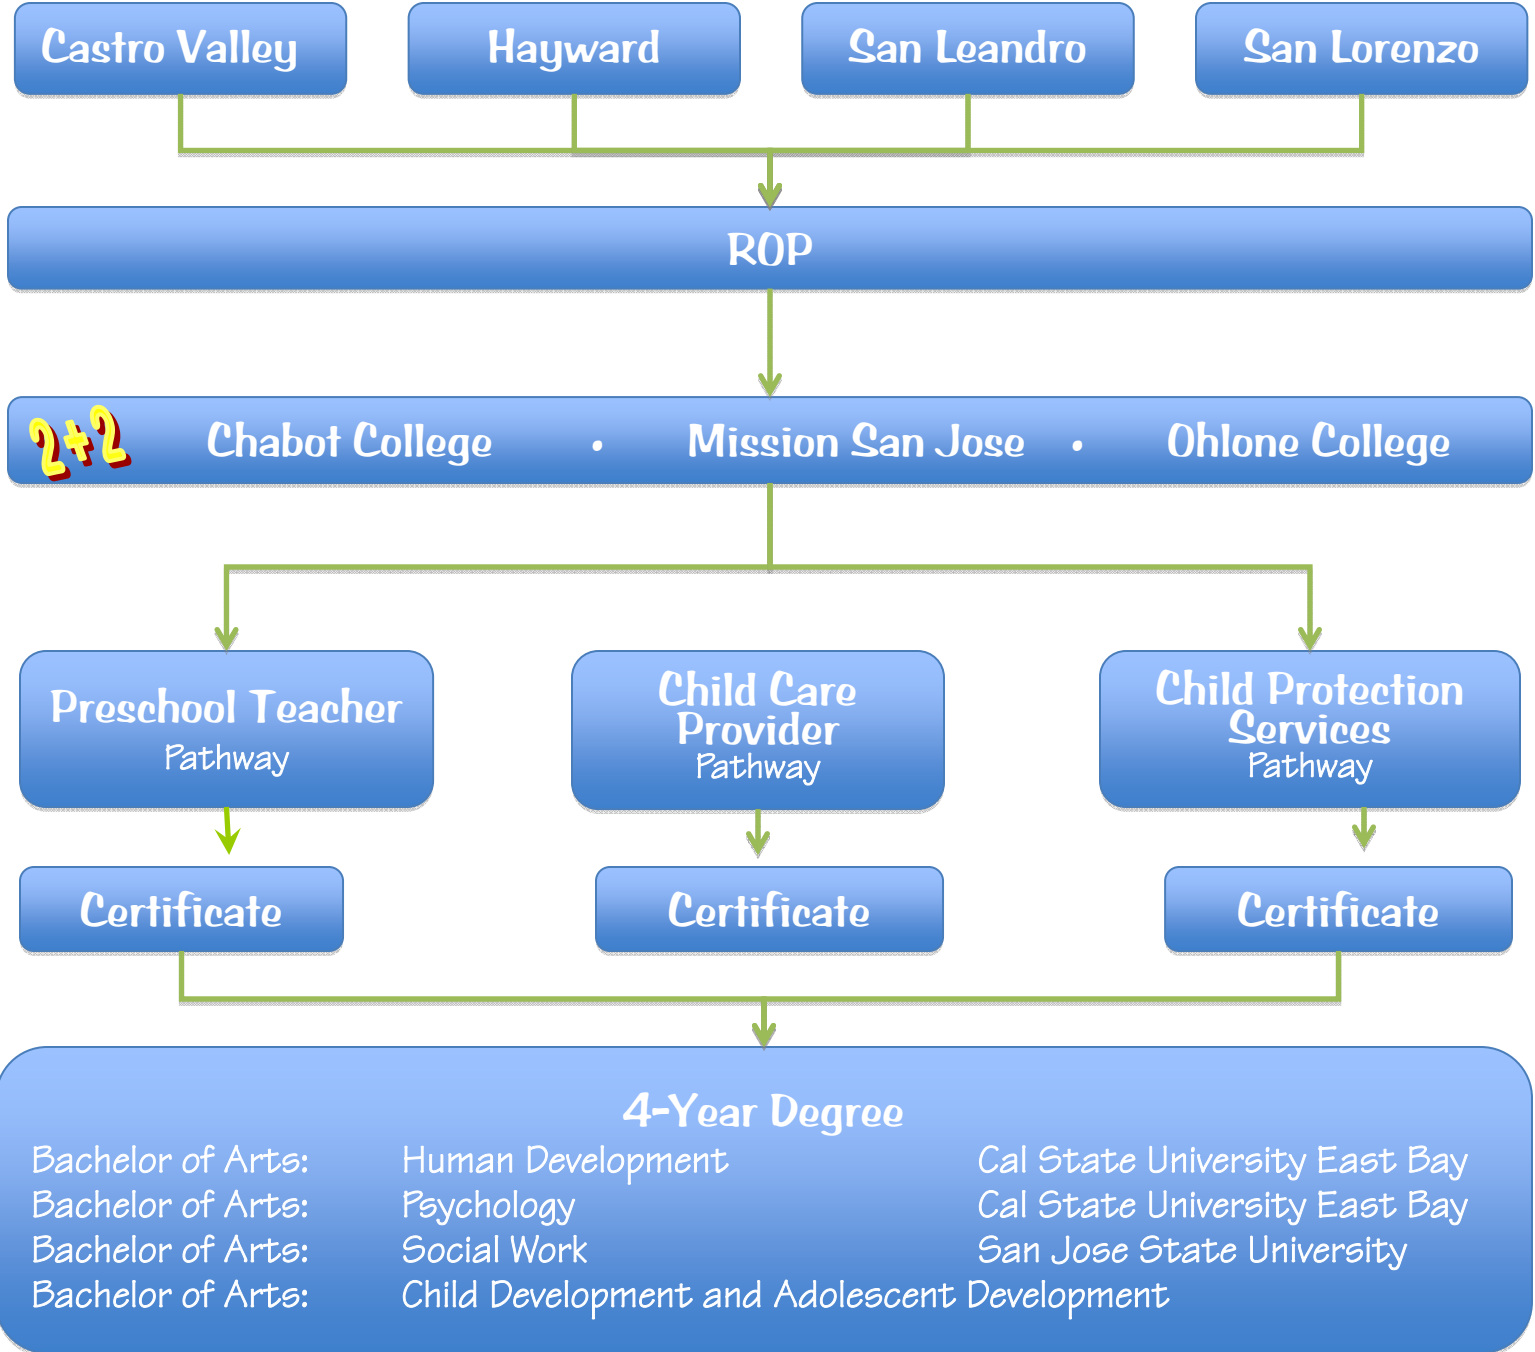 Castro Valley
Hayward
San Leandro
San Lorenzo
ROP
2+2
Chabot College • Mission San Jose • Ohlone College
Preschool Teacher
Pathway
Child Care
Provider
Pathway
Child Protection
Services
Pathway
Certificate
Certificate
Certificate
4-Year Degree
Bachelor of Arts: Human Development Cal State University East Bay
Bachelor of Arts: Psychology Cal State University East Bay
Bachelor of Arts: Social Work San Jose State University
Bachelor of Arts: Child Development and Adolescent Development